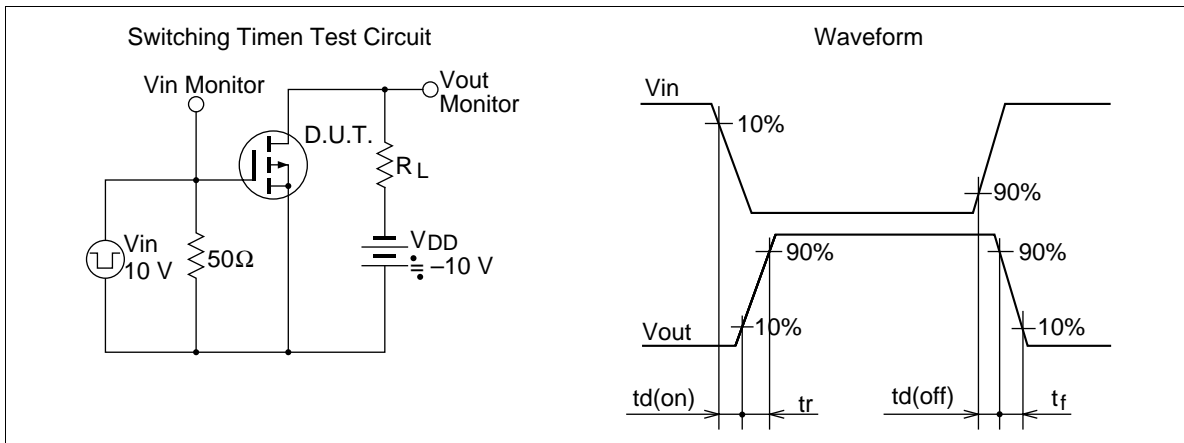 Switching Timen Test Circuit
Vin Monitor
Vout
Monitor
D.U.T.
RL
Vin
10 V
50Ω
VDD
≒ –10 V
Waveform
Vin
10%
90%
90%
90%
10%
10%
Vout
td(on)
tr
td(off)
tf